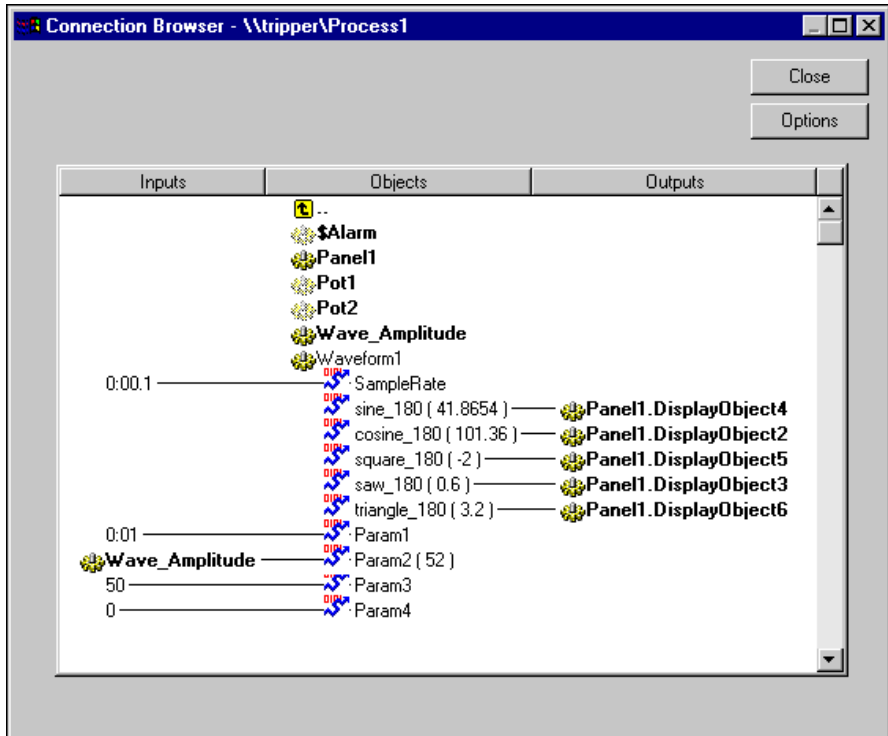 Connection Browser - \\tripper\Process1
Close
Options
Inputs Objects Outputs
..
$Alarm
Panel1
Pot1
Pot2
Wave_Amplitude
Waveform1
0:00.1 SampleRate
sine_180 ( 41.8654 ) Panel1.DisplayObject4
cosine_180 ( 101.36 ) Panel1.DisplayObject2
square_180 ( -2 ) Panel1.DisplayObject5
saw_180 ( 0.6 ) Panel1.DisplayObject3
triangle_180 ( 3.2 ) Panel1.DisplayObject6
0:01 Param1
Wave_Amplitude Param2 ( 52 )
50 Param3
0 Param4